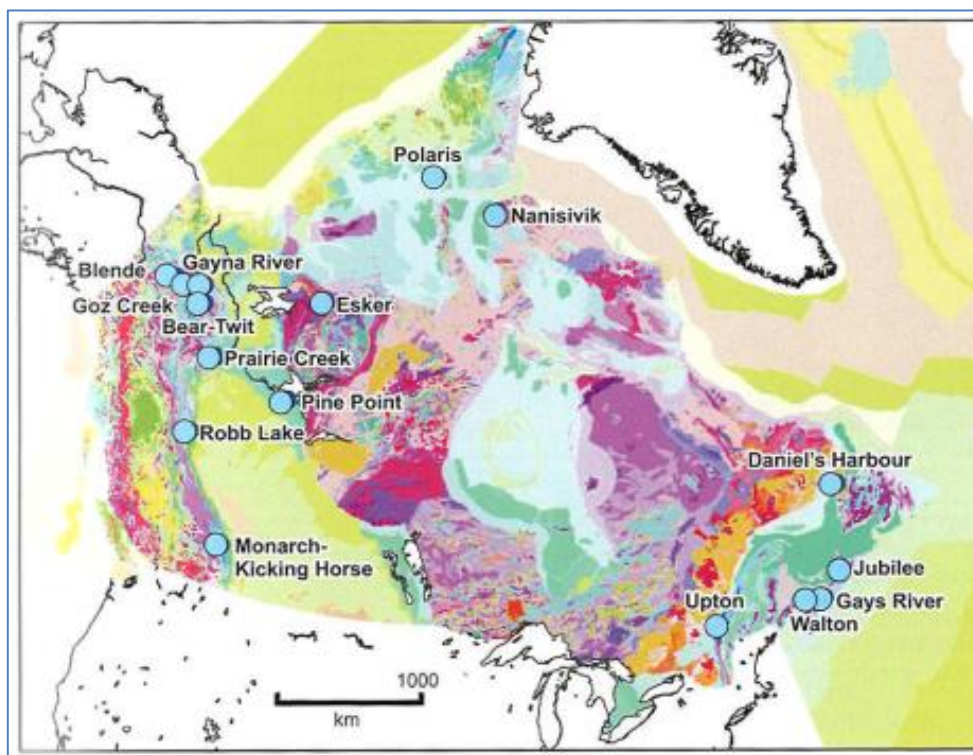 Polaris
Nanisivik
Gayna River
Blende
Goz Creek
Esker
Bear-Twit
Prairie Creek
Pine Point
Robb Lake
Daniel's Harbour
Monarch-
Kicking Horse
Jubilee
Upton
Gays River
Walton
1000
km